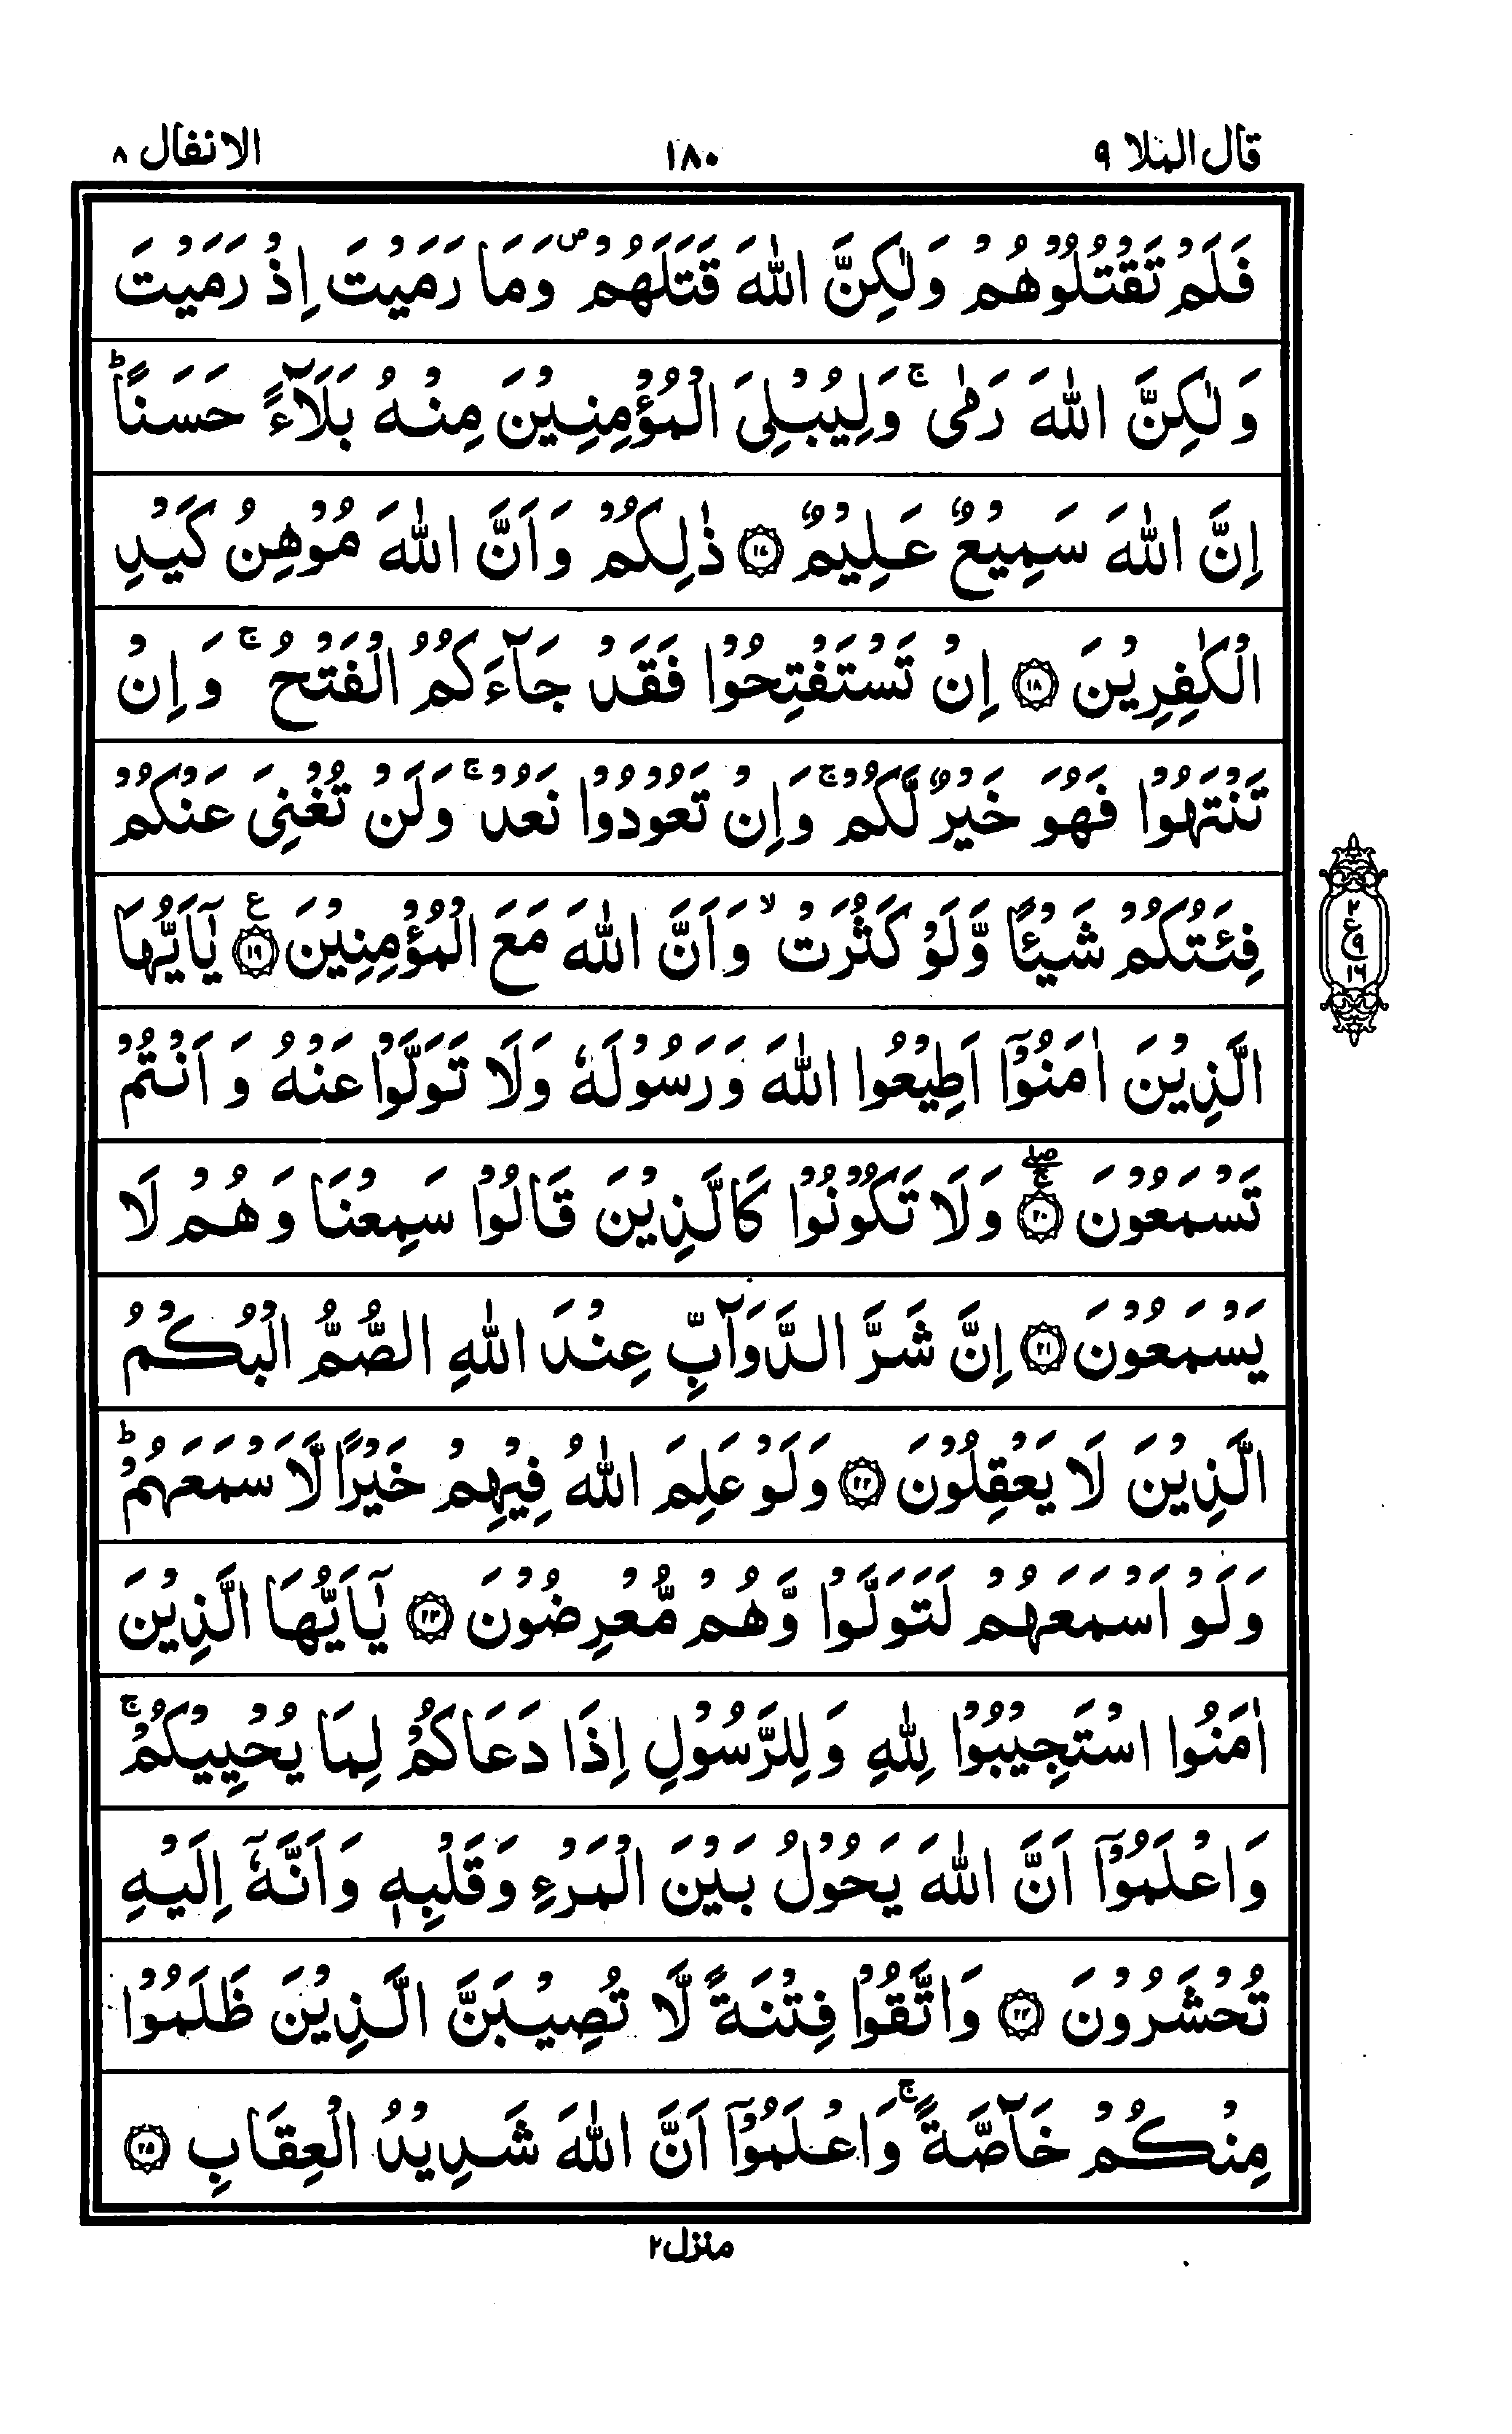 قال الملا ٩
١٨٠
الانفال ٨
فَلَمْ تَقْتُلُوْهُمْ وَلٰكِنَّ اللّٰهَ قَتَلَهُمْ ۪ وَمَا رَمَيْتَ اِذْ رَمَيْتَ
وَلٰكِنَّ اللّٰهَ رَمٰى ۚ وَلِيُبْلِيَ الْمُؤْمِنِيْنَ مِنْهُ بَلَآءً حَسَنًا ؕ
اِنَّ اللّٰهَ سَمِيْعٌ عَلِيْمٌ ۝١٧ ذٰلِكُمْ وَاَنَّ اللّٰهَ مُوْهِنُ كَيْدِ
الْكٰفِرِيْنَ ۝١٨ اِنْ تَسْتَفْتِحُوْا فَقَدْ جَآءَكُمُ الْفَتْحُ ۚ وَاِنْ
تَنْتَهُوْا فَهُوَ خَيْرٌ لَّكُمْ ۚ وَاِنْ تَعُوْدُوْا نَعُدْ ۚ وَلَنْ تُغْنِيَ عَنْكُمْ
فِئَتُكُمْ شَيْئًا وَّلَوْ كَثُرَتْ ۙ وَاَنَّ اللّٰهَ مَعَ الْمُؤْمِنِيْنَ ۝١٩ ع يٰۤاَيُّهَا
٢
ع
٩
١٦
الَّذِيْنَ اٰمَنُوْۤا اَطِيْعُوا اللّٰهَ وَرَسُوْلَهٗ وَلَا تَوَلَّوْا عَنْهُ وَاَنْتُمْ
تَسْمَعُوْنَ ۝٢٠ ۚۖ وَلَا تَكُوْنُوْا كَالَّذِيْنَ قَالُوْا سَمِعْنَا وَهُمْ لَا
يَسْمَعُوْنَ ۝٢١ اِنَّ شَرَّ الدَّوَآبِّ عِنْدَ اللّٰهِ الصُّمُّ الْبُكْمُ
الَّذِيْنَ لَا يَعْقِلُوْنَ ۝٢٢ وَلَوْ عَلِمَ اللّٰهُ فِيْهِمْ خَيْرًا لَّاَسْمَعَهُمْ ؕ
وَلَوْ اَسْمَعَهُمْ لَتَوَلَّوْا وَّهُمْ مُّعْرِضُوْنَ ۝٢٣ يٰۤاَيُّهَا الَّذِيْنَ
اٰمَنُوا اسْتَجِيْبُوْا لِلّٰهِ وَلِلرَّسُوْلِ اِذَا دَعَاكُمْ لِمَا يُحْيِيْكُمْ ۚ
وَاعْلَمُوْۤا اَنَّ اللّٰهَ يَحُوْلُ بَيْنَ الْمَرْءِ وَقَلْبِهٖ وَاَنَّهٗۤ اِلَيْهِ
تُحْشَرُوْنَ ۝٢٤ وَاتَّقُوْا فِتْنَةً لَّا تُصِيْبَنَّ الَّذِيْنَ ظَلَمُوْا
مِنْكُمْ خَآصَّةً ۚ وَاعْلَمُوْۤا اَنَّ اللّٰهَ شَدِيْدُ الْعِقَابِ ۝٢٥
منزل٢